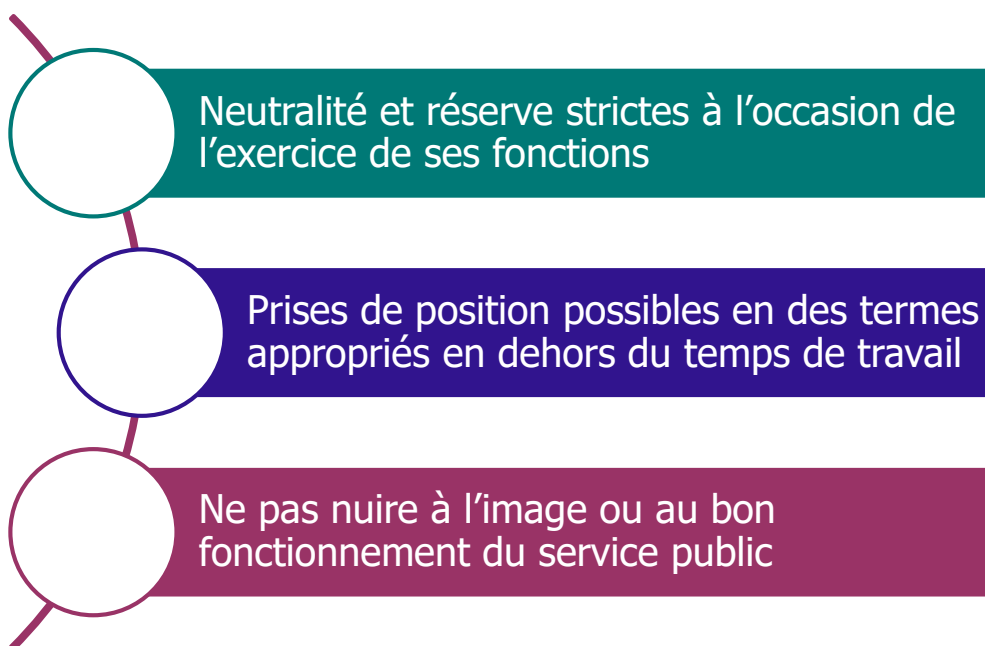 Neutralité et réserve strictes à l’occasion de
l’exercice de ses fonctions
Prises de position possibles en des termes
appropriés en dehors du temps de travail
Ne pas nuire à l’image ou au bon
fonctionnement du service public